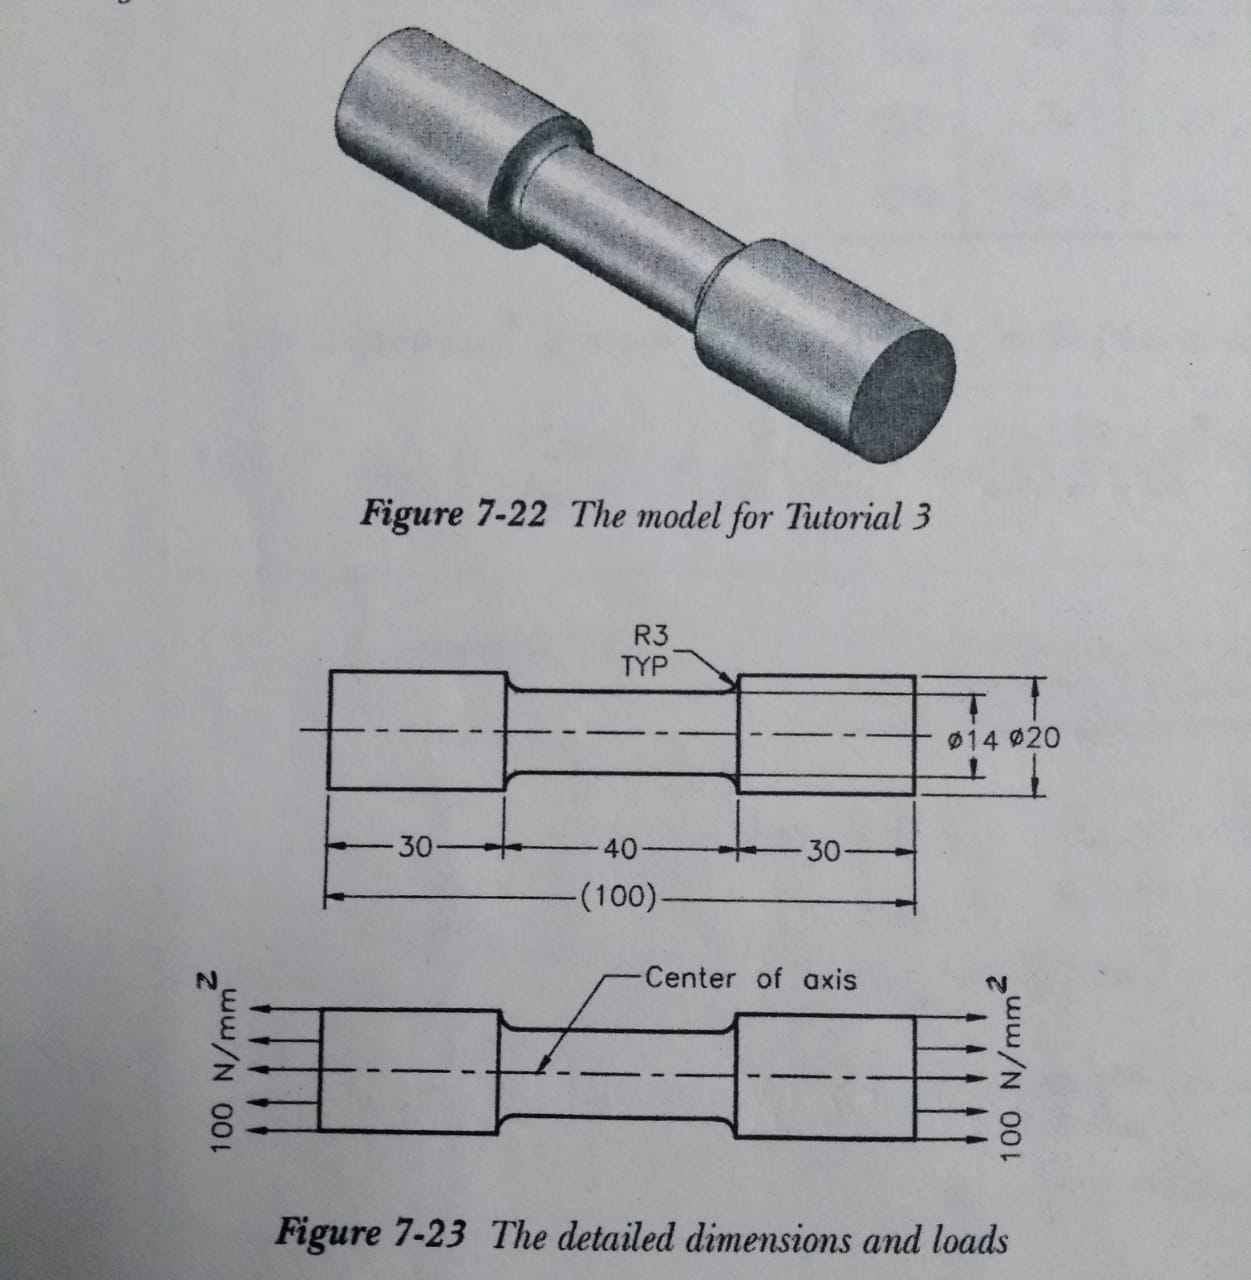 Figure 7-22 The model for Tutorial 3
R3
TYP
ø14 ø20
30 40 30
(100)
Center of axis
100 N/mm²
100 N/mm²
Figure 7-23 The detailed dimensions and loads